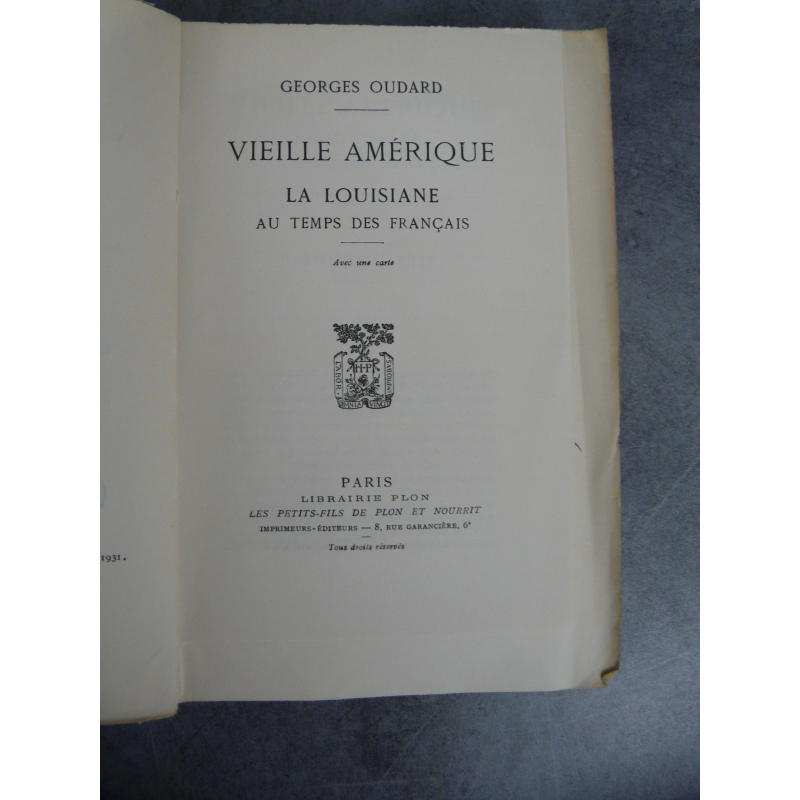 1931.
GEORGES OUDARD
VIEILLE AMÉRIQUE
LA LOUISIANE
AU TEMPS DES FRANÇAIS
Avec une carte
LABOR
H·P
PARIS
LIBRAIRIE PLON
LES PETITS-FILS DE PLON ET NOURRIT
IMPRIMEURS-ÉDITEURS — 8, RUE GARANCIÈRE, 6e
Tous droits réservés